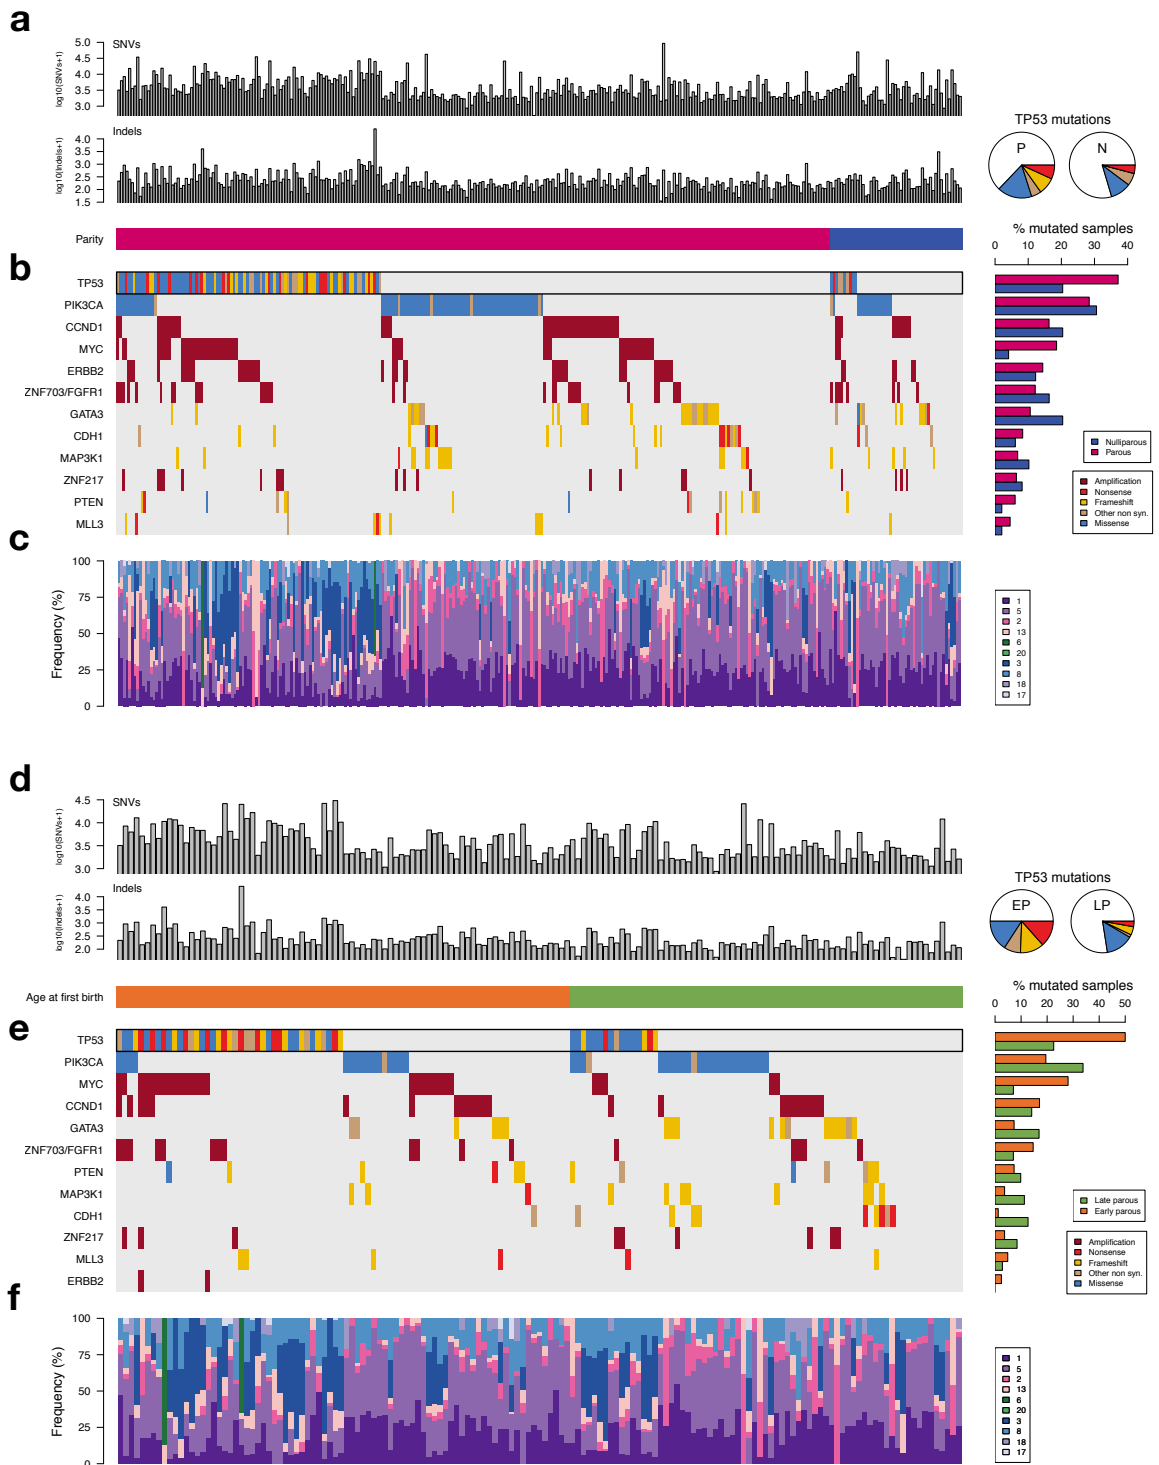 a
SNVs
log10(SNVs+1)
5.0
4.5
4.0
3.5
3.0
Indels
log10(Indels+1)
4.0
3.5
3.0
2.5
2.0
1.5
TP53 mutations
P
N
Parity
% mutated samples
0 10 20 30 40
b
TP53
PIK3CA
CCND1
MYC
ERBB2
ZNF703/FGFR1
GATA3
CDH1
MAP3K1
ZNF217
PTEN
MLL3
Nulliparous
Parous
Amplification
Nonsense
Frameshift
Other non syn.
Missense
c
Frequency (%)
100
75
50
25
0
1
5
2
13
6
20
3
8
18
17
d
SNVs
log10(SNVs+1)
4.5
4.0
3.5
3.0
Indels
log10(Indels+1)
4.0
3.5
3.0
2.5
2.0
TP53 mutations
EP
LP
Age at first birth
% mutated samples
0 10 20 30 40 50
e
TP53
PIK3CA
MYC
CCND1
GATA3
ZNF703/FGFR1
PTEN
MAP3K1
CDH1
ZNF217
MLL3
ERBB2
Late parous
Early parous
Amplification
Nonsense
Frameshift
Other non syn.
Missense
f
Frequency (%)
100
75
50
25
0
1
5
2
13
6
20
3
8
18
17